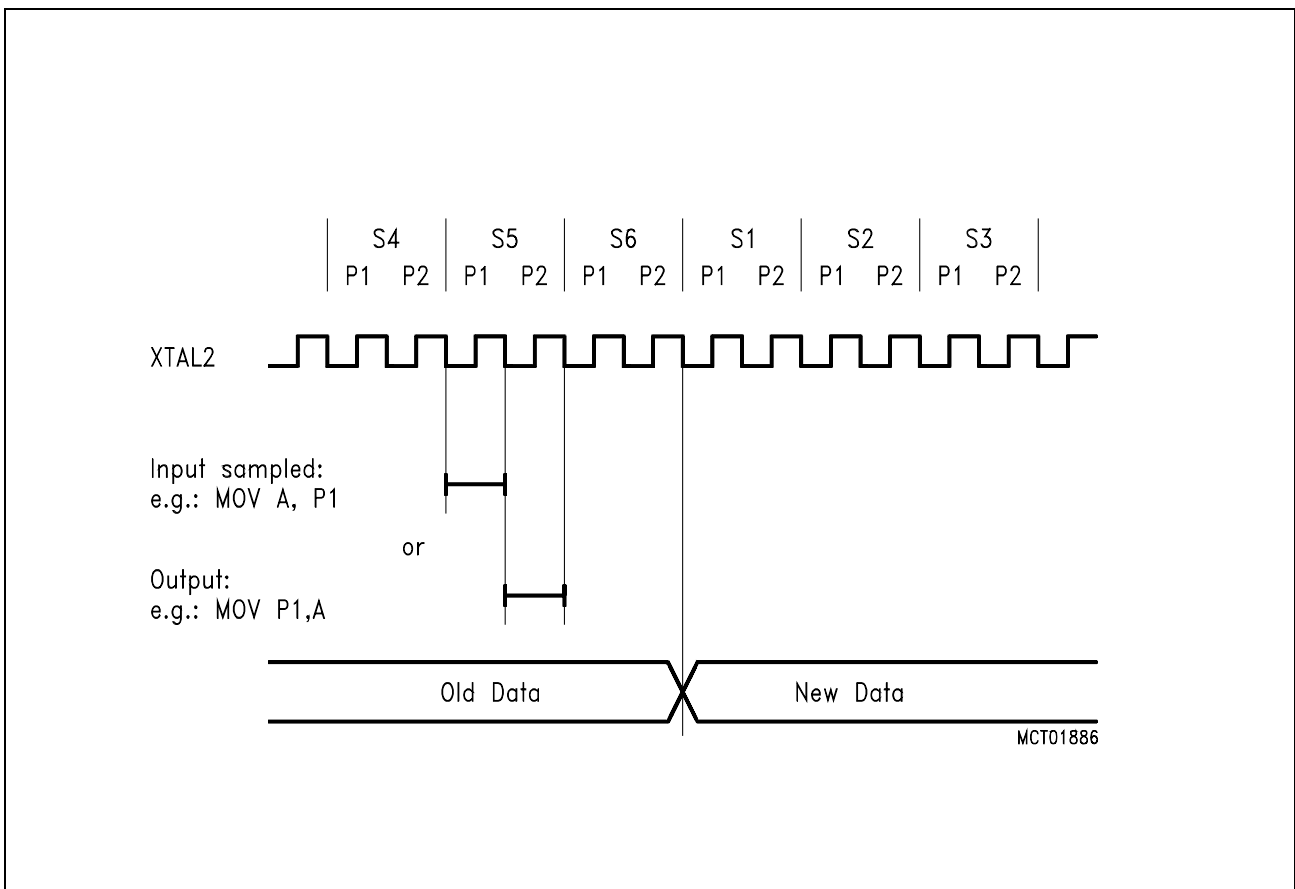 S4 S5 S6 S1 S2 S3
P1 P2 P1 P2 P1 P2 P1 P2 P1 P2 P1 P2
XTAL2
Input sampled:
e.g.: MOV A, P1
or
Output:
e.g.: MOV P1,A
Old Data New Data
MCT01886